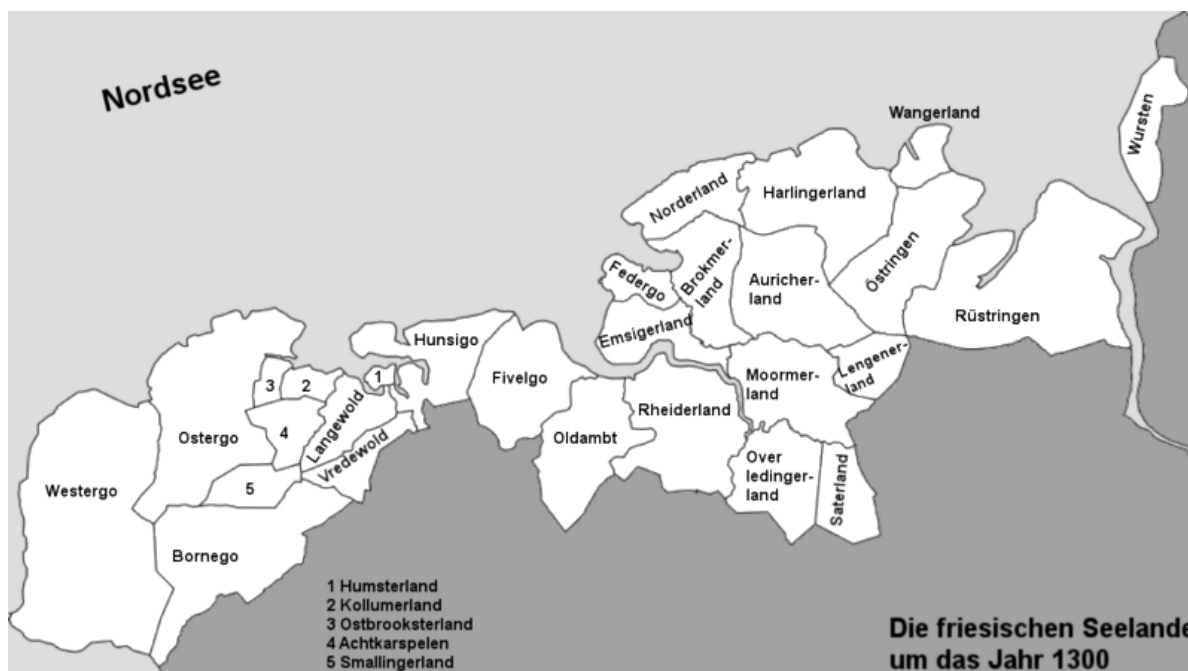 Nordsee
Wangerland
Wursten
Norderland
Harlingerland
Federgo
Brokmer-
land
Auricher-
land
Östringen
Rüstringen
Emsigerland
Hunsigo
Fivelgo
Moormer-
land
Lengener-
land
1
3
2
4
5
Langewold
Vredewold
Ostergo
Oldambt
Rheiderland
Over
ledinger-
land
Saterland
Westergo
Bornego
1 Humsterland
2 Kollumerland
3 Ostbrooksterland
4 Achtkarspelen
5 Smallingerland
Die friesischen Seelande
um das Jahr 1300